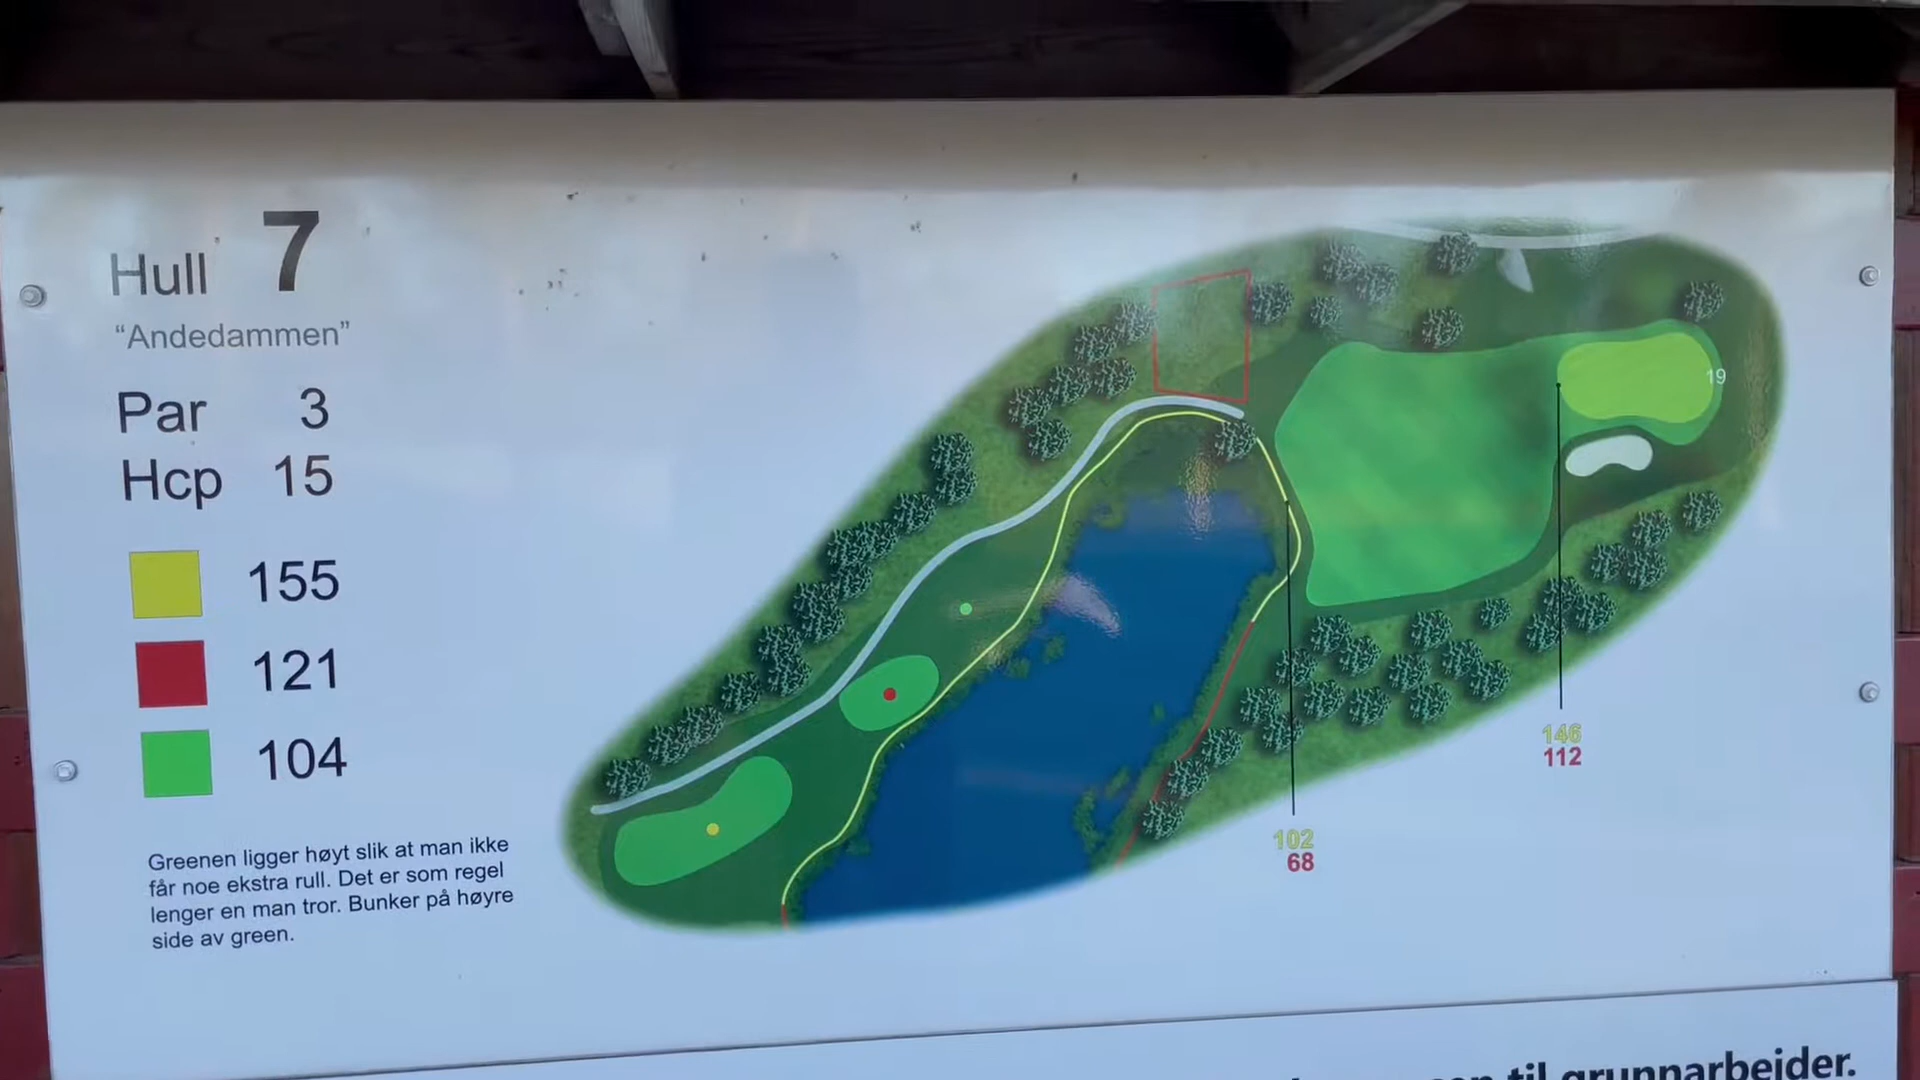 Hull 7
“Andedammen”
Par 3
Hcp 15
155
121
104
Greenen ligger høyt slik at man ikke
får noe ekstra rull. Det er som regel
lenger en man tror. Bunker på høyre
side av green.
19
146
112
102
68
til grunnarbeider.